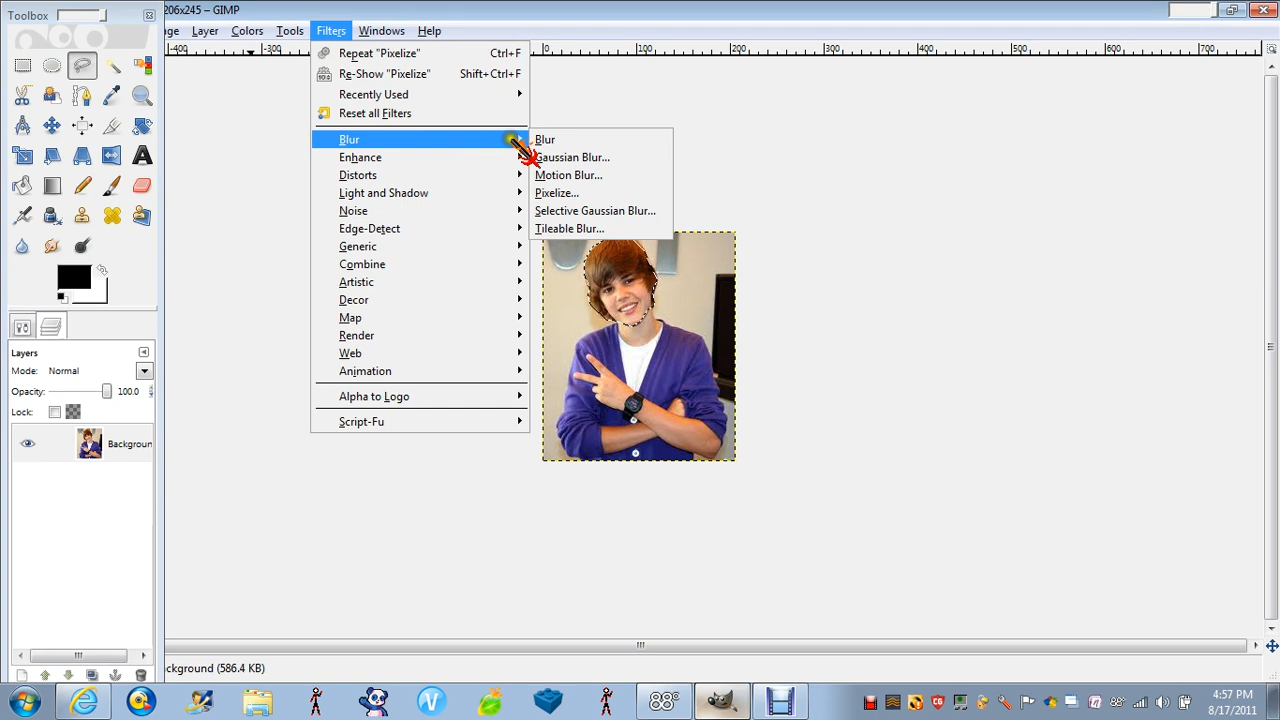 Toolbox
206x245 – GIMP
ge Layer Colors Tools Filters Windows Help
-400 -300 0 100 200 300 400 500 600 700
Repeat "Pixelize" Ctrl+F
Re-Show "Pixelize" Shift+Ctrl+F
Recently Used
Reset all Filters
Blur
Enhance
Distorts
Light and Shadow
Noise
Edge-Detect
Generic
Combine
Artistic
Decor
Map
Render
Web
Animation
Alpha to Logo
Script-Fu
Blur
Gaussian Blur...
Motion Blur...
Pixelize...
Selective Gaussian Blur...
Tileable Blur...
Layers
Mode: Normal
Opacity: 100.0
Lock:
Backgroun
ckground (586.4 KB)
88°
88°
4:57 PM
8/17/2011